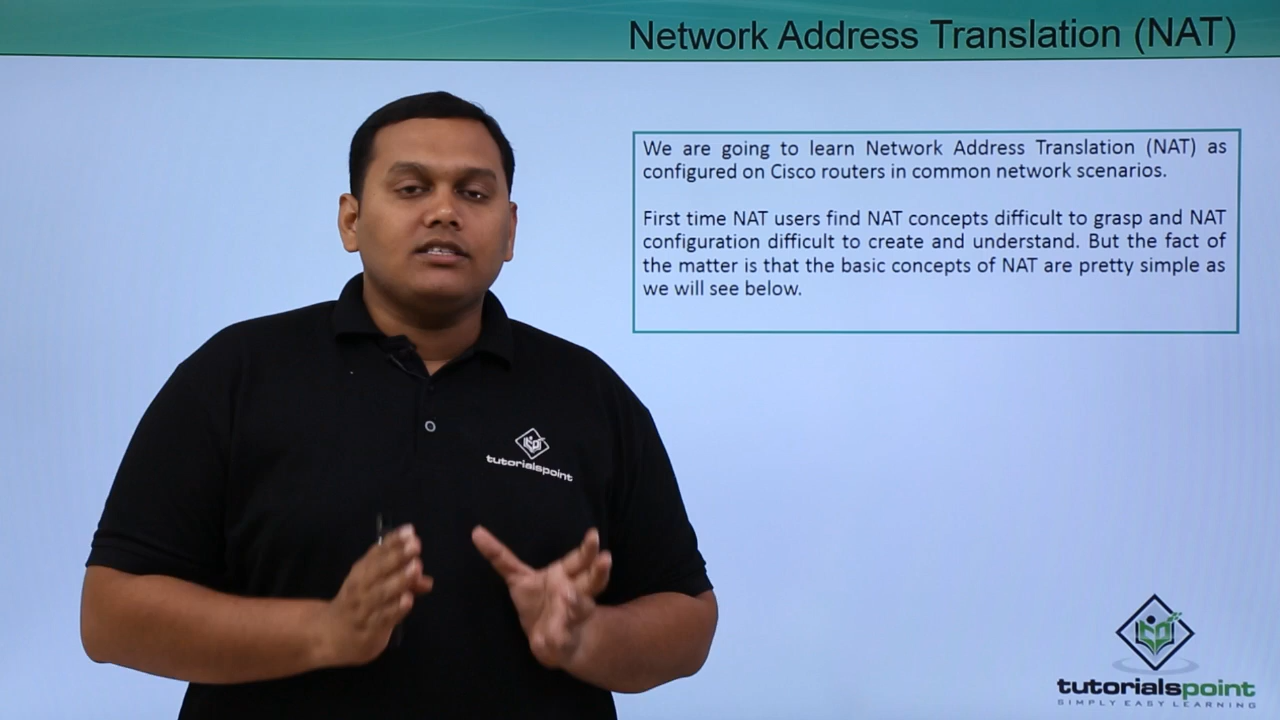 Network Address Translation (NAT)
We are going to learn Network Address Translation (NAT) as
configured on Cisco routers in common network scenarios.
First time NAT users find NAT concepts difficult to grasp and NAT
configuration difficult to create and understand. But the fact of
the matter is that the basic concepts of NAT are pretty simple as
we will see below.
tutorialspoint
tutorialspoint
SIMPLY EASY LEARNING